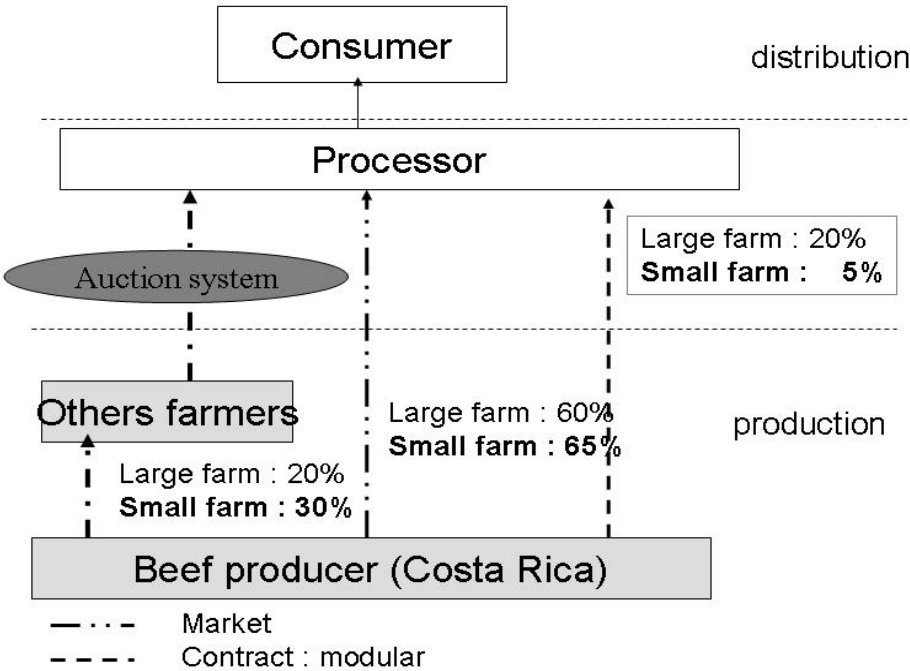 Consumer
distribution
Processor
Large farm : 20%
Small farm : 5%
Auction system
Others farmers
Large farm : 60%
Small farm : 65%
production
Large farm : 20%
Small farm : 30%
Beef producer (Costa Rica)
Market
Contract : modular